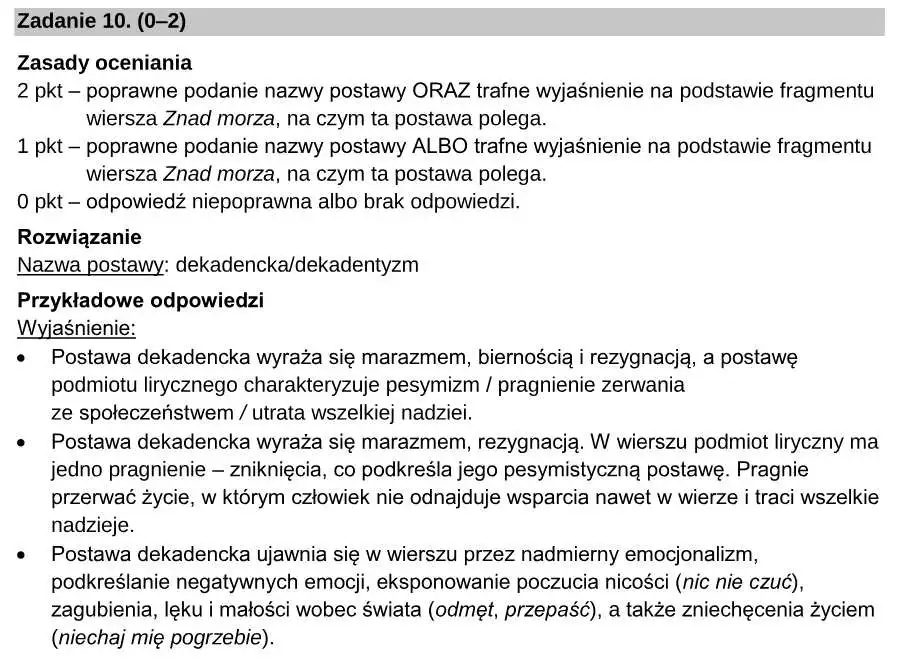 Zadanie 10. (0–2)
Zasady oceniania
2 pkt – poprawne podanie nazwy postawy ORAZ trafne wyjaśnienie na podstawie fragmentu
wiersza Znad morza, na czym ta postawa polega.
1 pkt – poprawne podanie nazwy postawy ALBO trafne wyjaśnienie na podstawie fragmentu
wiersza Znad morza, na czym ta postawa polega.
0 pkt – odpowiedź niepoprawna albo brak odpowiedzi.
Rozwiązanie
Nazwa postawy: dekadencka/dekadentyzm
Przykładowe odpowiedzi
Wyjaśnienie:
• Postawa dekadencka wyraża się marazmem, biernością i rezygnacją, a postawę
podmiotu lirycznego charakteryzuje pesymizm / pragnienie zerwania
ze społeczeństwem / utrata wszelkiej nadziei.
• Postawa dekadencka wyraża się marazmem, rezygnacją. W wierszu podmiot liryczny ma
jedno pragnienie – zniknięcia, co podkreśla jego pesymistyczną postawę. Pragnie
przerwać życie, w którym człowiek nie odnajduje wsparcia nawet w wierze i traci wszelkie
nadzieje.
• Postawa dekadencka ujawnia się w wierszu przez nadmierny emocjonalizm,
podkreślanie negatywnych emocji, eksponowanie poczucia nicości (nic nie czuć),
zagubienia, lęku i małości wobec świata (odmęt, przepaść), a także zniechęcenia życiem
(niechaj mię pogrzebie).